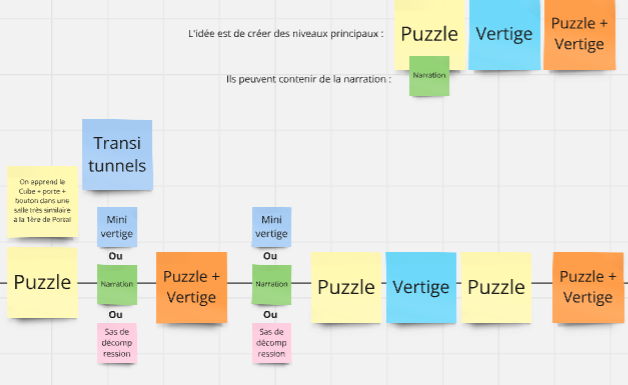 L'idée est de créer des niveaux principaux :
Puzzle
Vertige
Puzzle +
Vertige
Ils peuvent contenir de la narration :
Narration
Transi
tunnels
On apprend le
Cube + porte +
bouton dans une
salle très similaire
à la 1ère de Portal
Puzzle
Mini
vertige
Ou
Narration
Ou
Sas de
décomp
ression
Puzzle +
Vertige
Mini
vertige
Ou
Narration
Ou
Sas de
décomp
ression
Puzzle
Vertige
Puzzle
Puzzle +
Vertige